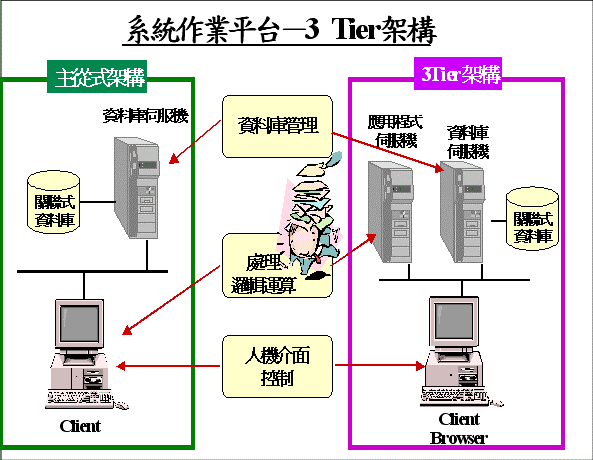 系統作業平台—3 Tier架構
主從式架構
3Tier架構
資料庫伺服機
資料庫管理
應用程式
伺服機
資料庫
伺服機
關聯式
資料庫
關聯式
資料庫
處理
邏輯運算
人機介面
控制
Client
Client
Browser